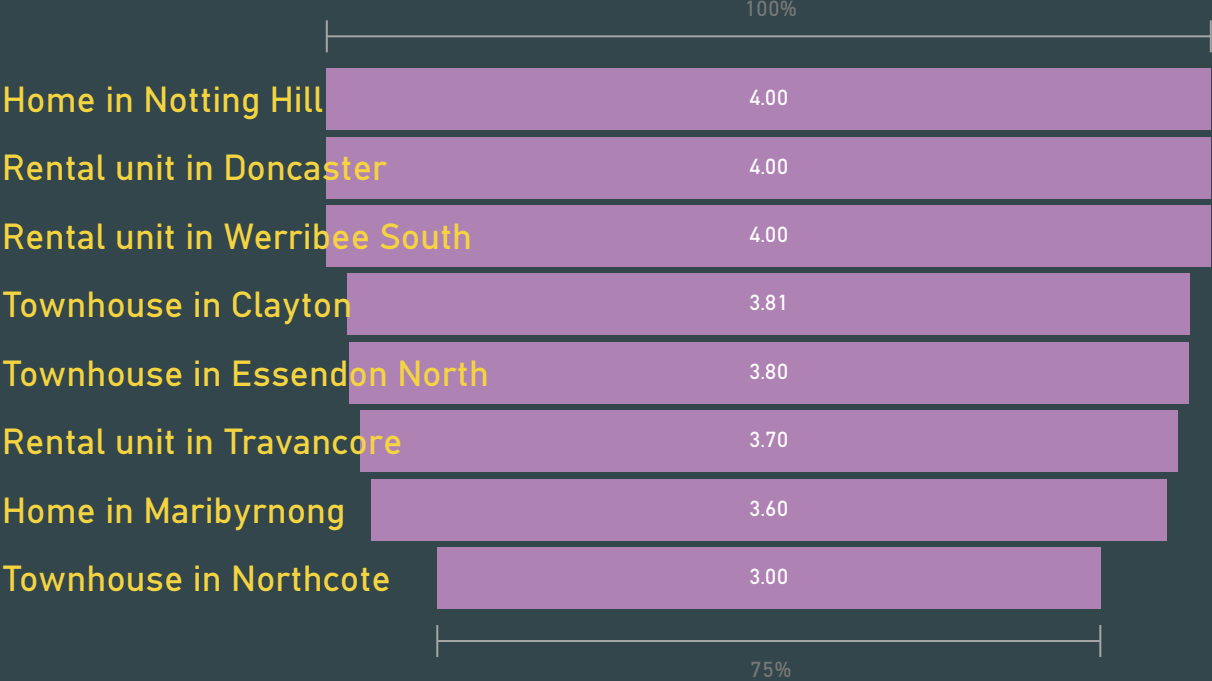 100%
Home in Notting Hill 4.00
Rental unit in Doncaster 4.00
Rental unit in Werribee South 4.00
Townhouse in Clayton 3.81
Townhouse in Essendon North 3.80
Rental unit in Travancore 3.70
Home in Maribyrnong 3.60
Townhouse in Northcote 3.00
75%